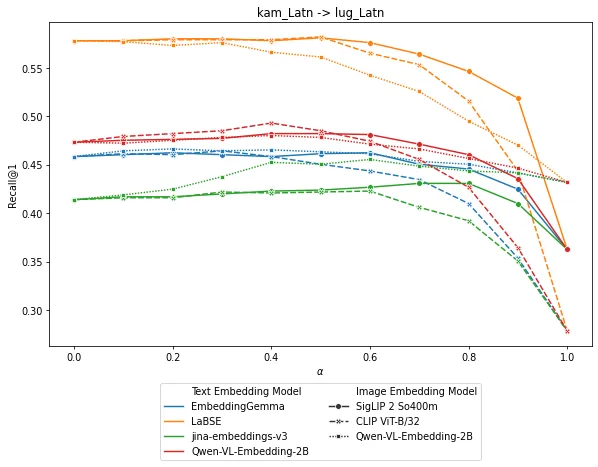 kam_Latn -> lug_Latn
Recall@1
0.55
0.50
0.45
0.40
0.35
0.30
0.0
0.2
0.4
0.6
0.8
1.0
α
Text Embedding Model
EmbeddingGemma
LaBSE
jina-embeddings-v3
Qwen-VL-Embedding-2B
Image Embedding Model
SigLIP 2 So400m
CLIP ViT-B/32
Qwen-VL-Embedding-2B